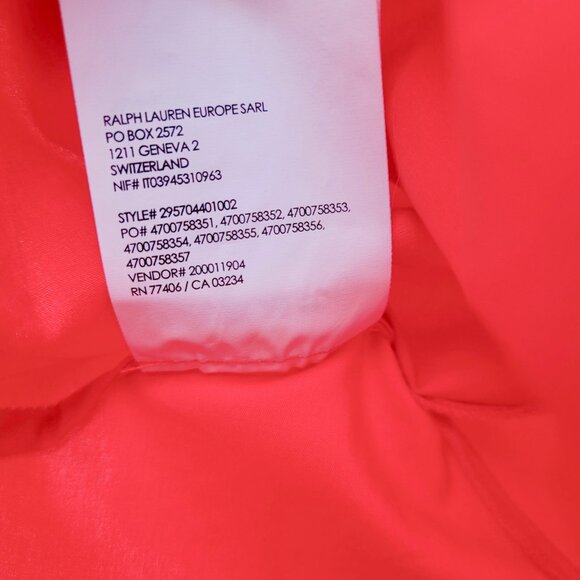 RALPH LAUREN EUROPE SARL
PO BOX 2572
1211 GENEVA 2
SWITZERLAND
NIF# IT03945310963
STYLE# 295704401002
PO# 4700758351, 4700758352, 4700758353,
4700758354, 4700758355, 4700758356,
4700758357
VENDOR# 200011904
RN 77406 / CA 03234